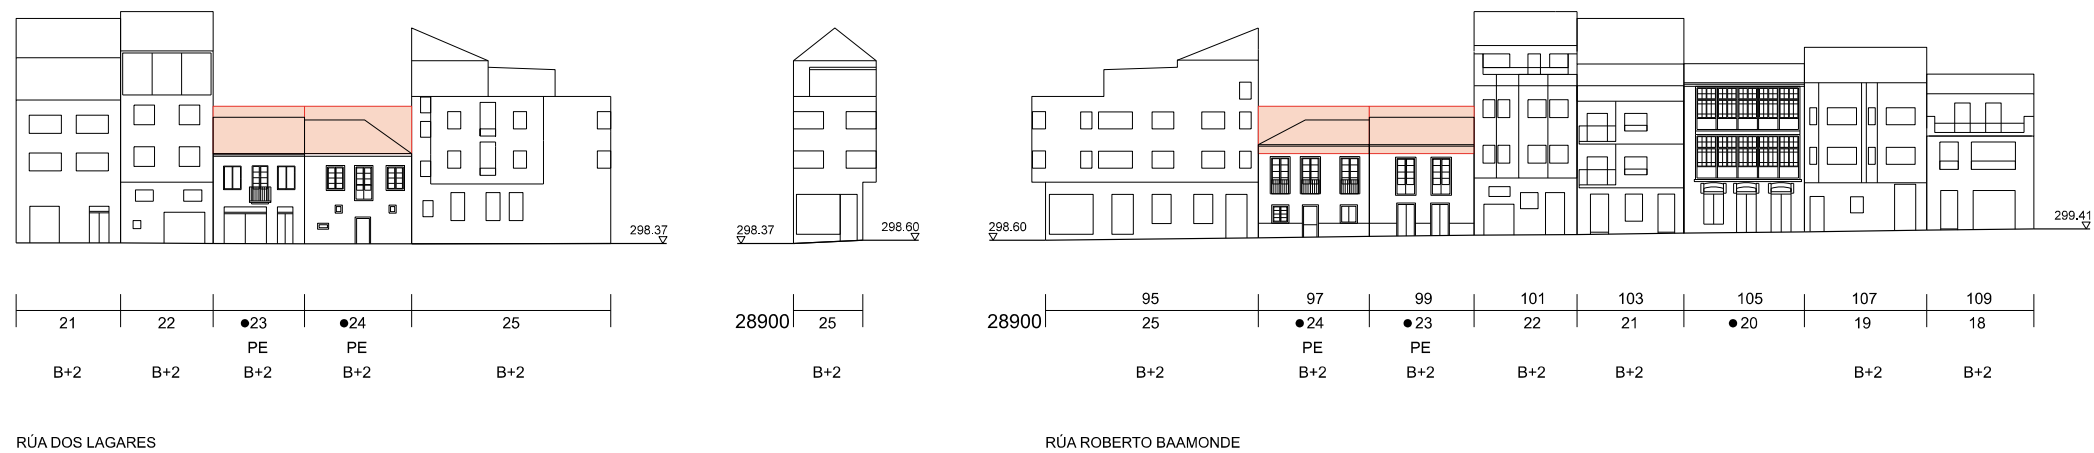 298.37
298.37
298.60
298.60
299.41
95 97 99 101 103 105 107 109
21 22 ●23 ●24 25
28900 25
28900 25 ●24 ●23 22 21 ●20 19 18
PE PE
PE PE
B+2 B+2 B+2 B+2 B+2
B+2
B+2 B+2 B+2 B+2 B+2 B+2 B+2
RÚA DOS LAGARES
RÚA ROBERTO BAAMONDE